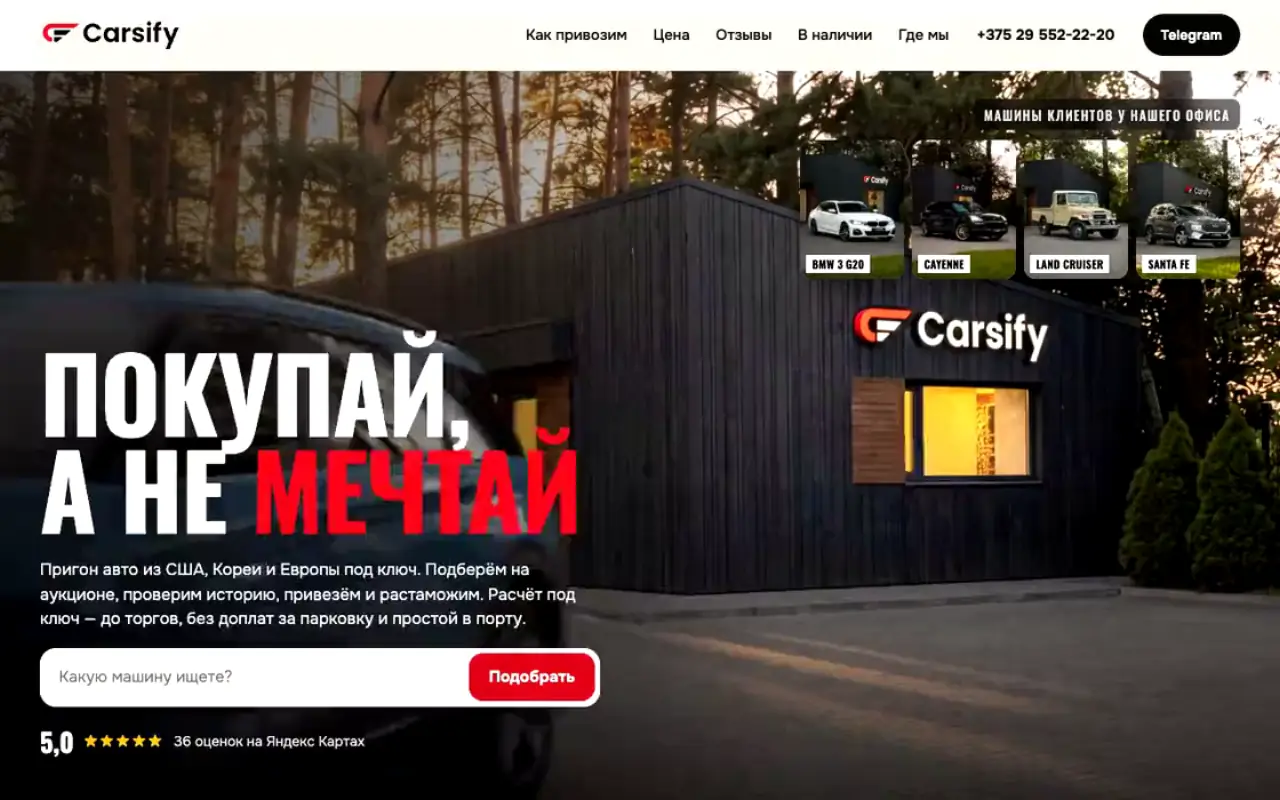 Carsify
Как привозим
Цена
Отзывы
В наличии
Где мы
+375 29 552-22-20
Telegram
МАШИНЫ КЛИЕНТОВ У НАШЕГО ОФИСА
Carsify
Carsify
Carsify
BMW 3 G20
CAYENNE
LAND CRUISER
SANTA FE
Carsify
ПОКУПАЙ,
А НЕ МЕЧТАЙ
Пригон авто из США, Кореи и Европы под ключ. Подберём на
аукционе, проверим историю, привезём и растаможим. Расчёт под
ключ — до торгов, без доплат за парковку и простой в порту.
Какую машину ищете?
Подобрать
5,0
36 оценок на Яндекс Картах